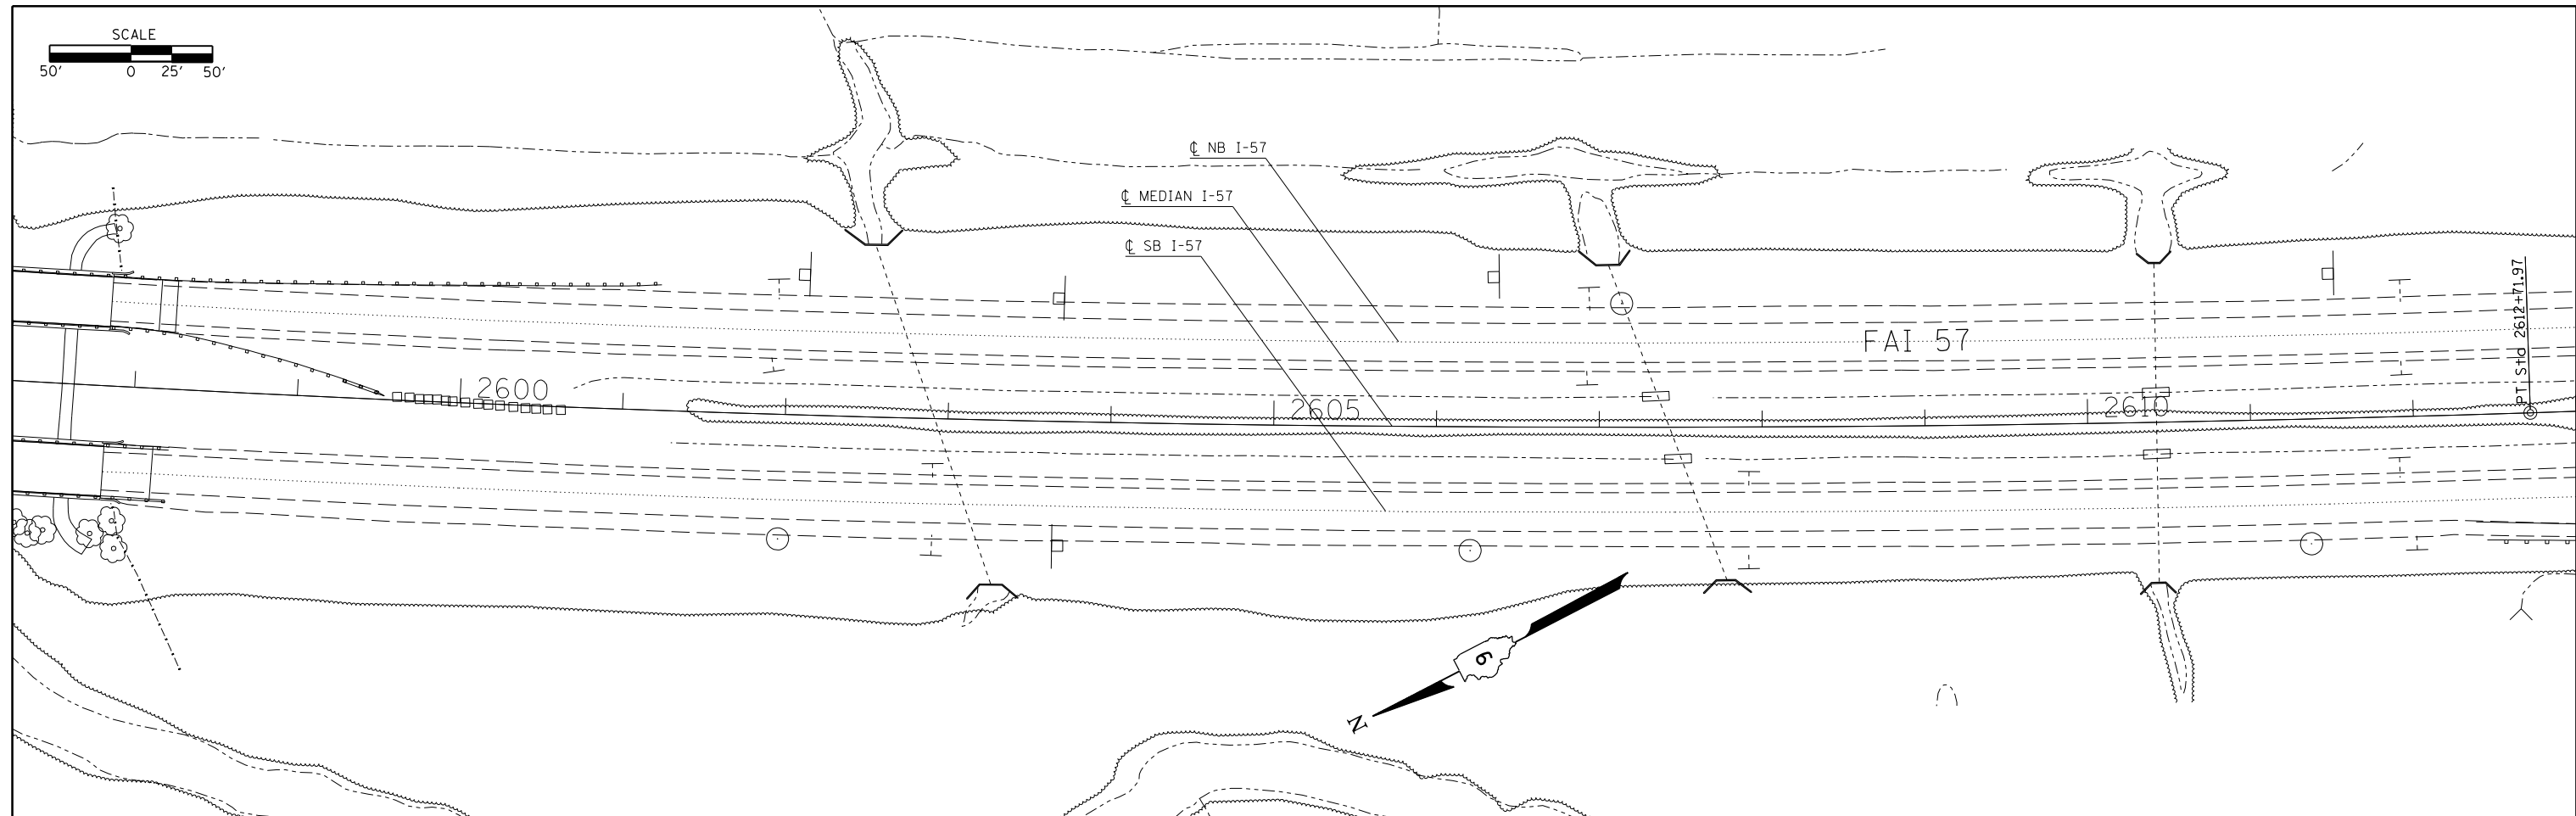 SCALE
50' 0 25' 50'
℄ NB I-57
℄ MEDIAN I-57
℄ SB I-57
FAI 57
PT Sta 2612+71.97
2600
2605
2610
6
N